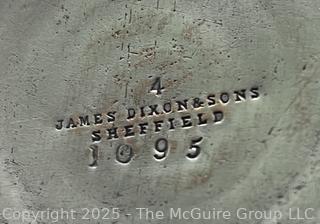 4
JAMES DIXON&SONS
SHEFFIELD
1095
Copyright 2025 - The McGuire Group LLC